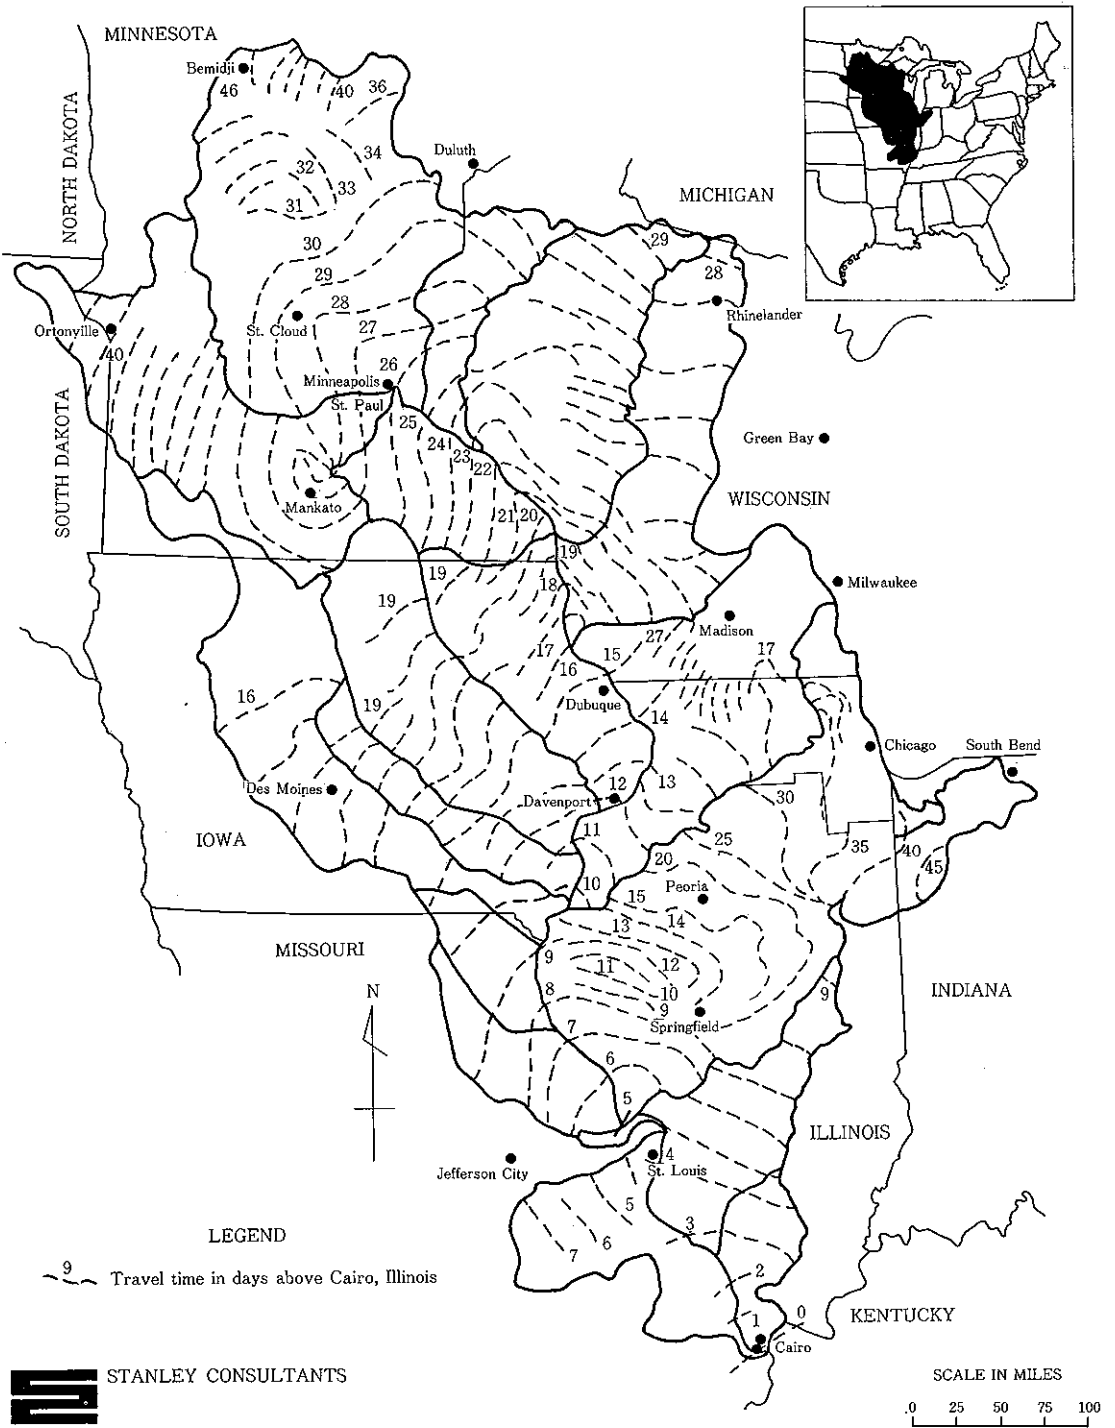 MINNESOTA
Bemidji
46
40
36
NORTH DAKOTA
Duluth
34
32
33
31
MICHIGAN
30
29
29
28
28
Rhinelander
Ortonville
St. Cloud
27
40
26
Minneapolis
St. Paul
25
24
23
22
Green Bay
SOUTH DAKOTA
Mankato
WISCONSIN
21
20
19
19
18
Milwaukee
19
Madison
27
17
17
15
16
16
Dubuque
19
14
Chicago
South Bend
Des Moines
12
13
Davenport
30
11
IOWA
25
35
40
20
45
10
Peoria
15
14
13
MISSOURI
9
11
12
8
10
9
9
INDIANA
N
Springfield
7
6
5
ILLINOIS
4
Jefferson City
St. Louis
5
3
6
7
LEGEND
9
Travel time in days above Cairo, Illinois
2
0
1
KENTUCKY
Cairo
STANLEY CONSULTANTS
SCALE IN MILES
0 25 50 75 100